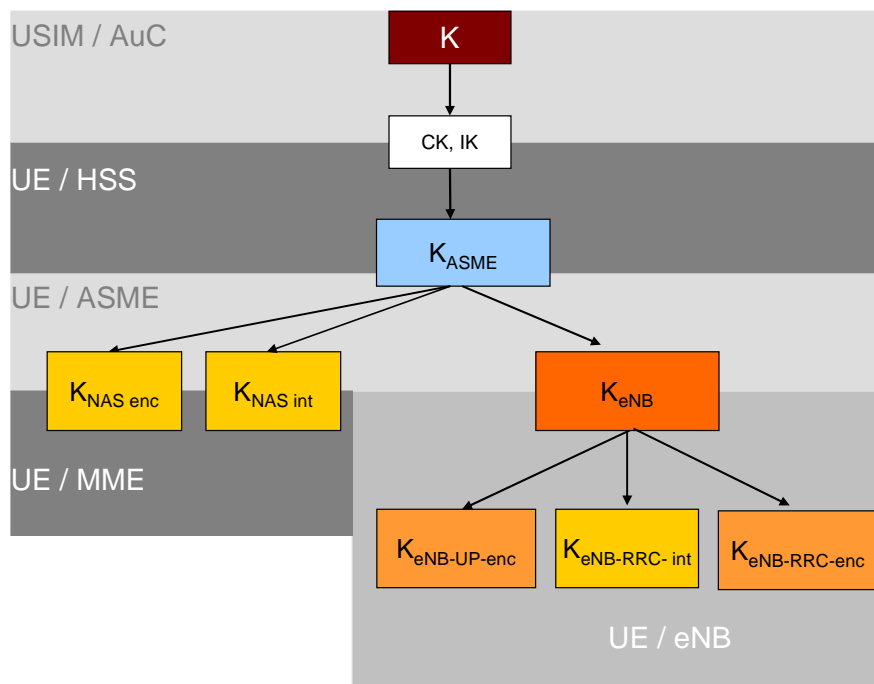 USIM / AuC
K
CK, IK
UE / HSS
KASME
UE / ASME
KNAS enc
KNAS int
KeNB
UE / MME
KeNB-UP-enc
KeNB-RRC- int
KeNB-RRC-enc
UE / eNB